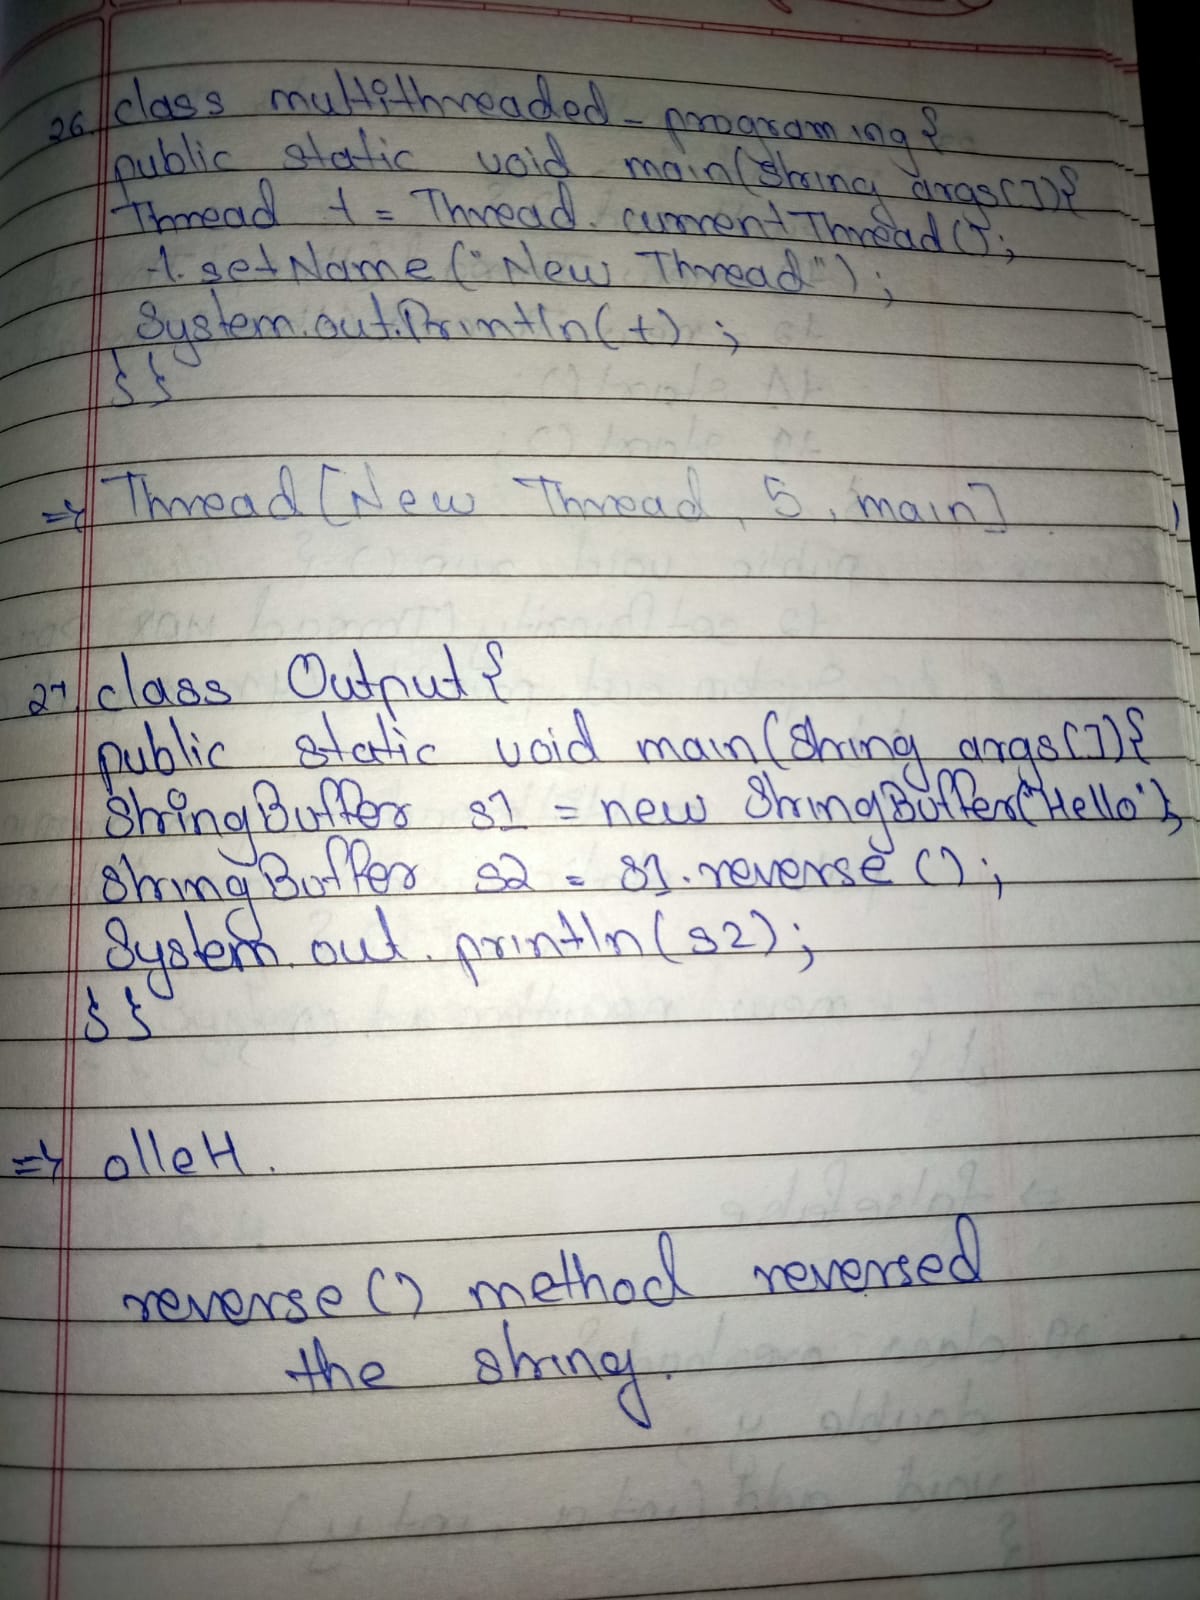 26. class multithreaded_programing{
public static void main(String args[]){
Thread t = Thread.currentThread();
t.setName("New Thread");
System.out.Println(t);
}}
=> Thread[New Thread, 5, main]
27. class Output{
public static void main(String args[]){
StringBuffer s1 = new StringBuffer("Hello");
StringBuffer s2 = s1.reverse();
System.out.println(s2);
}}
=> olleH.
reverse() method reversed
the string.